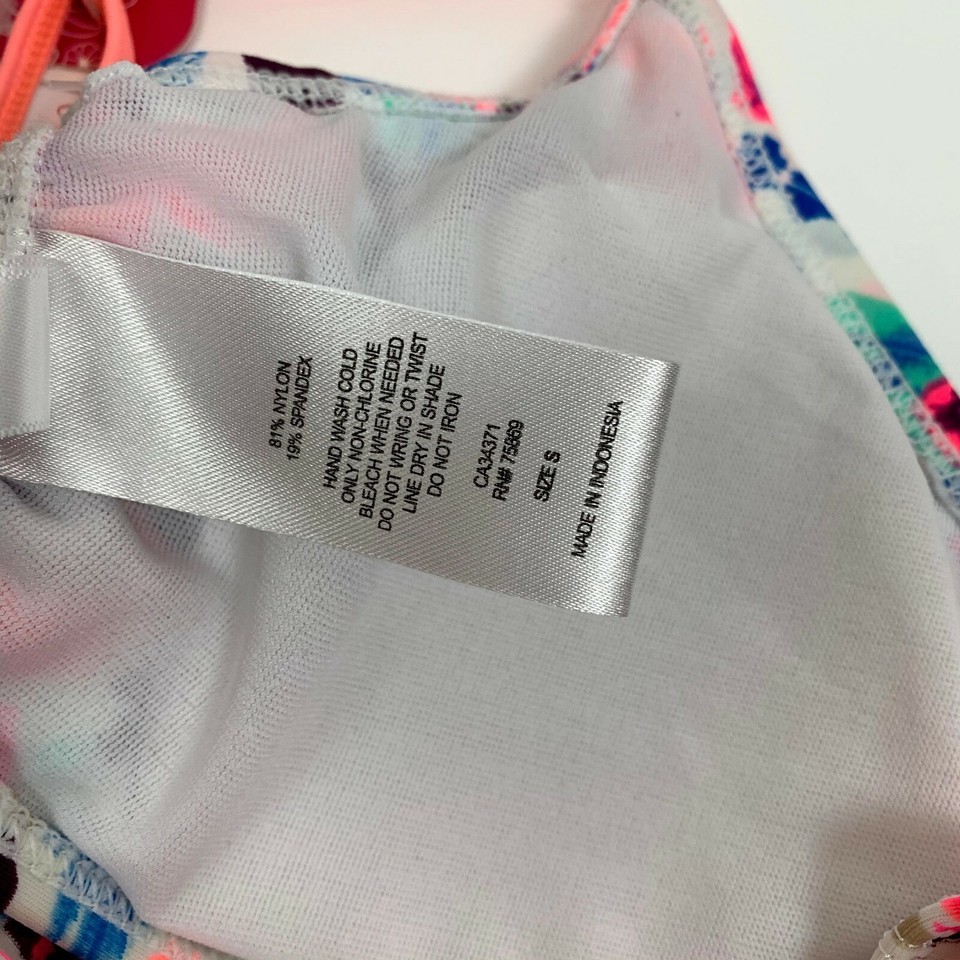 81% NYLON
19% SPANDEX
HAND WASH COLD
ONLY NON-CHLORINE
BLEACH WHEN NEEDED
DO NOT WRING OR TWIST
LINE DRY IN SHADE
DO NOT IRON
CA34371
RN# 75869
SIZE S
MADE IN INDONESIA